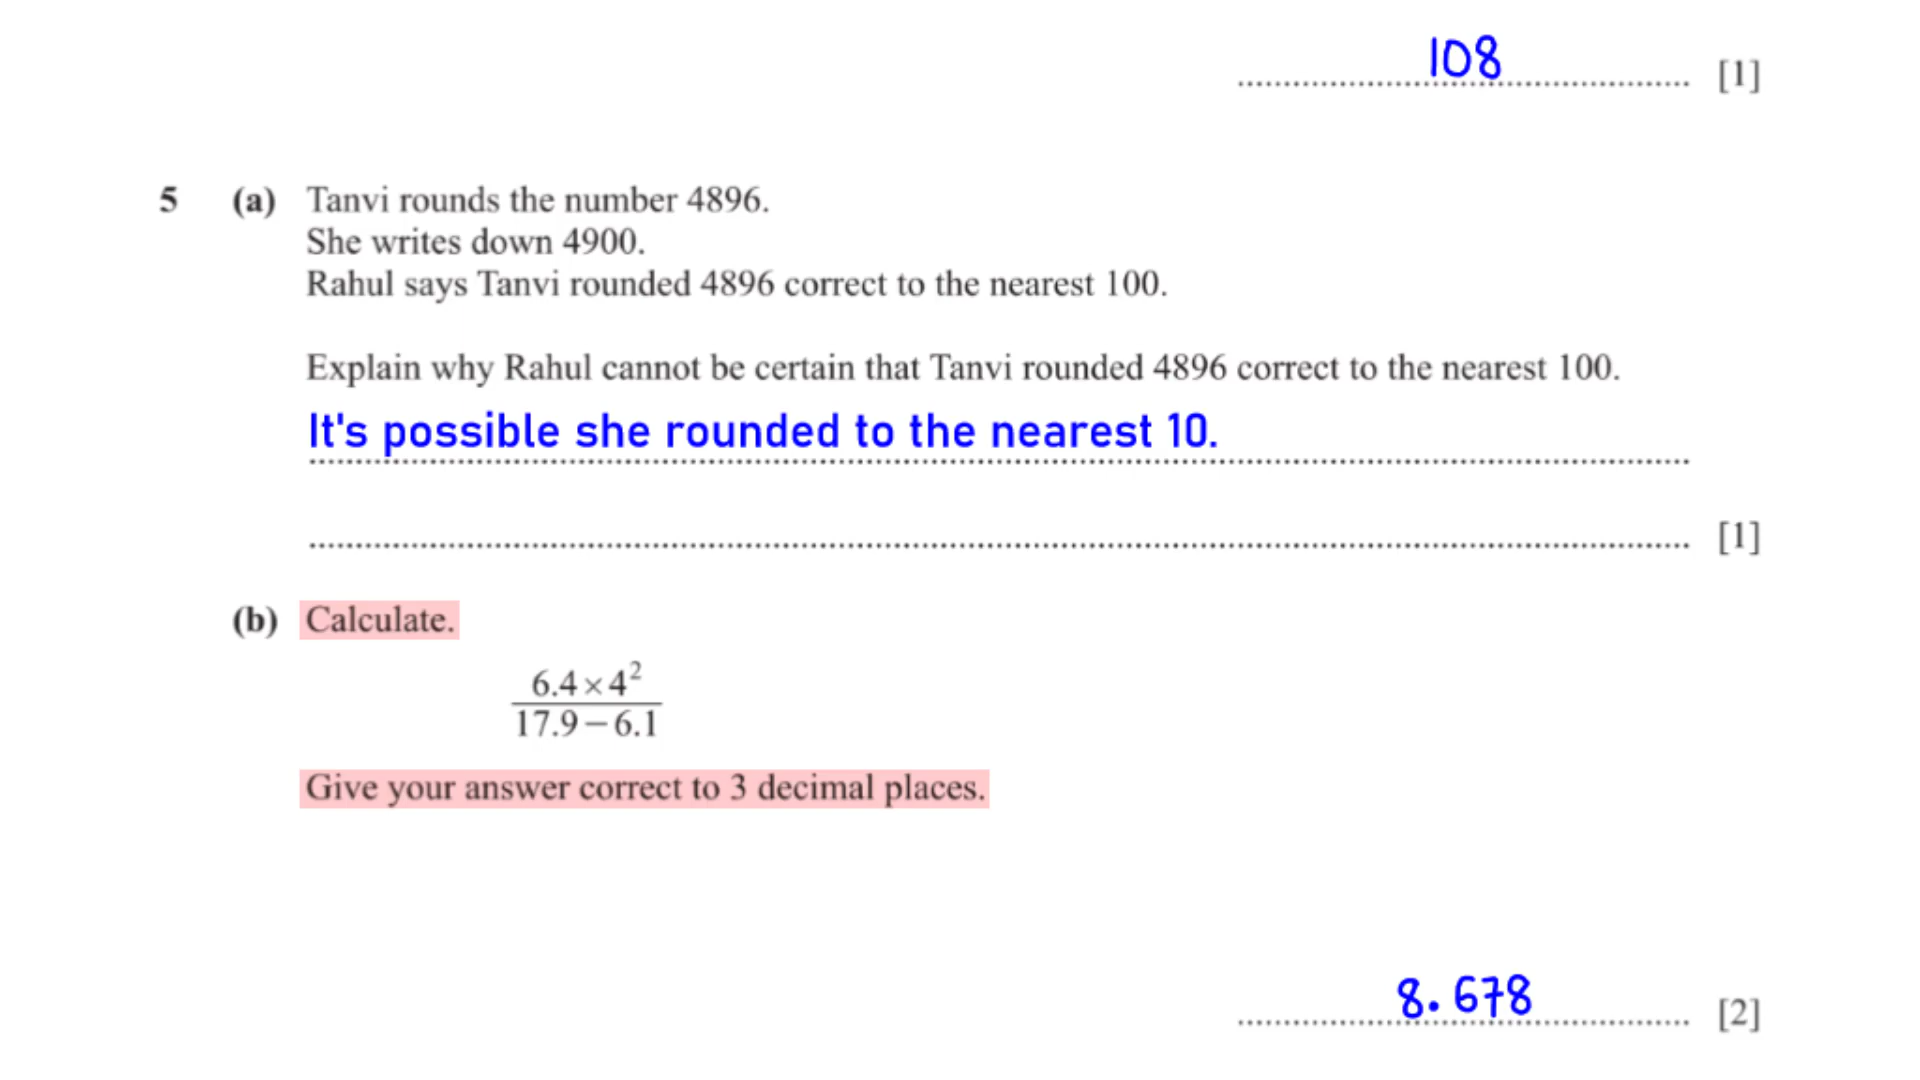 108
[1]
5 (a) Tanvi rounds the number 4896.
She writes down 4900.
Rahul says Tanvi rounded 4896 correct to the nearest 100.
Explain why Rahul cannot be certain that Tanvi rounded 4896 correct to the nearest 100.
It's possible she rounded to the nearest 10.
[1]
(b) Calculate.
6.4 × 4²
17.9 − 6.1
Give your answer correct to 3 decimal places.
8.678
[2]